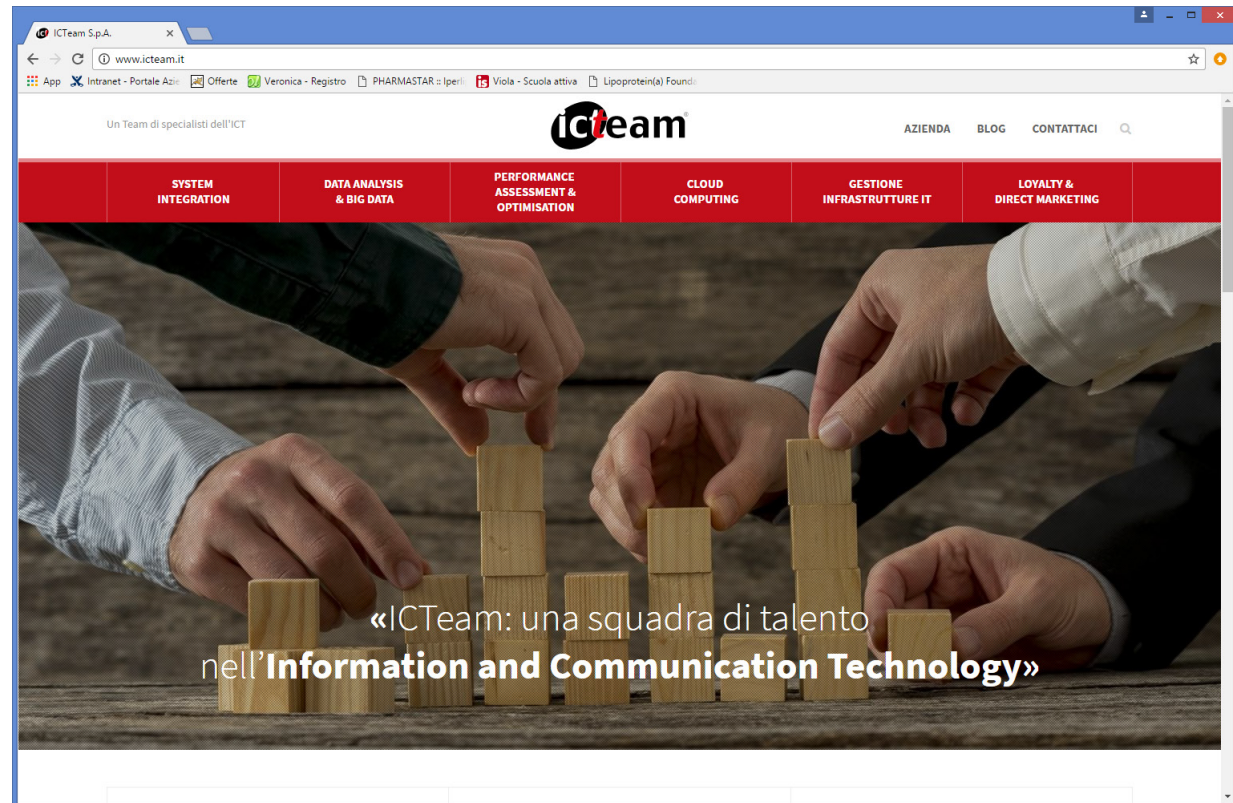 ICTeam S.p.A.
www.icteam.it
App Intranet - Portale Azie Offerte Veronica - Registro PHARMASTAR :: Iperli Viola - Scuola attiva Lipoprotein(a) Founda
Un Team di specialisti dell'ICT
icteam
AZIENDA BLOG CONTATTACI
SYSTEM
INTEGRATION
DATA ANALYSIS
& BIG DATA
PERFORMANCE
ASSESSMENT &
OPTIMISATION
CLOUD
COMPUTING
GESTIONE
INFRASTRUTTURE IT
LOYALTY &
DIRECT MARKETING
«ICTeam: una squadra di talento
nell'Information and Communication Technology»